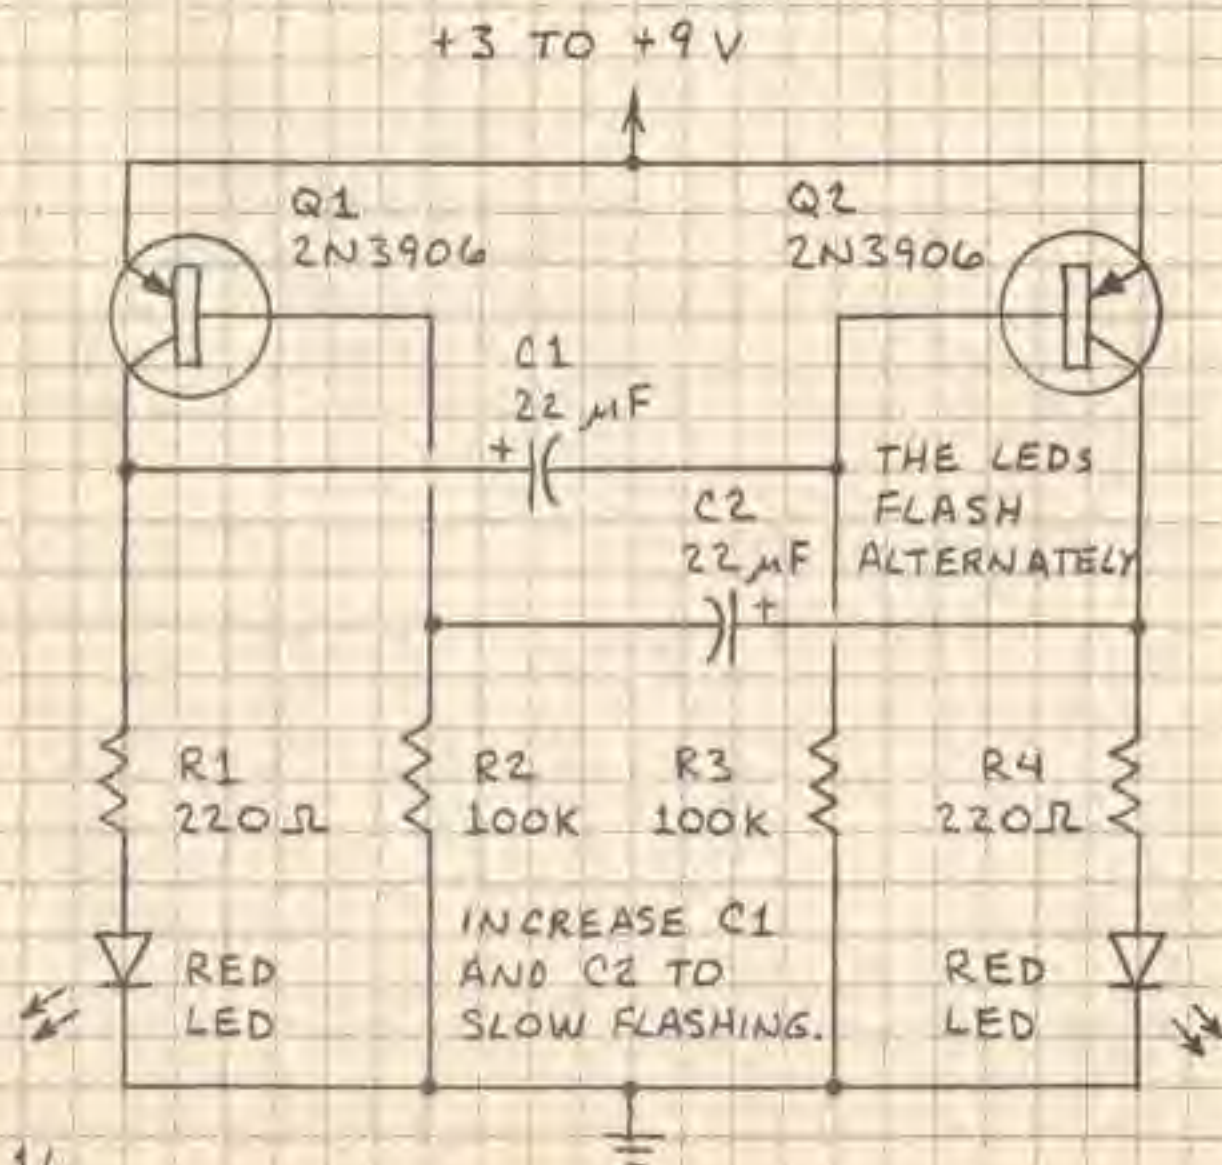 +3 TO +9 V
Q1
2N3906
Q2
2N3906
C1
22 µF
+
THE LEDs
FLASH
ALTERNATELY
C2
22 µF
+
R1
220Ω
R2
100K
R3
100K
R4
220Ω
INCREASE C1
AND C2 TO
SLOW FLASHING.
RED
LED
RED
LED